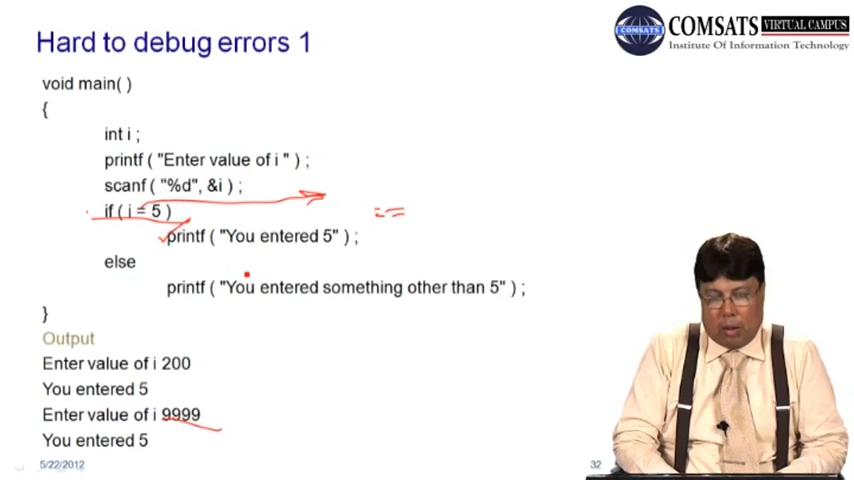 Hard to debug errors 1
COMSATS VIRTUAL CAMPUS
Institute Of Information Technology
COMSATS
void main( )
{
int i ;
printf ( "Enter value of i " ) ;
scanf ( "%d", &i ) ;
if ( i = 5 )
==
printf ( "You entered 5" ) ;
else
printf ( "You entered something other than 5" ) ;
}
Output
Enter value of i 200
You entered 5
Enter value of i 9999
You entered 5
5/22/2012
32